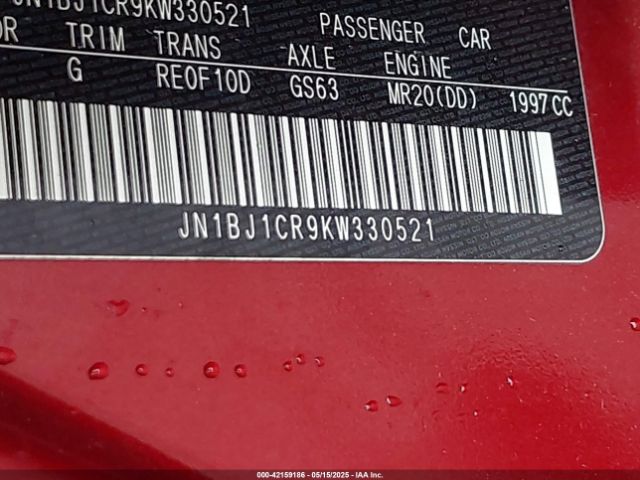 JN1BJ1CR9KW330521 PASSENGER CAR
OR TRIM TRANS AXLE ENGINE
G RE0F10D GS63 MR20(DD) 1997CC
JN1BJ1CR9KW330521
000-42159186 - 05/15/2025 - IAA Inc.